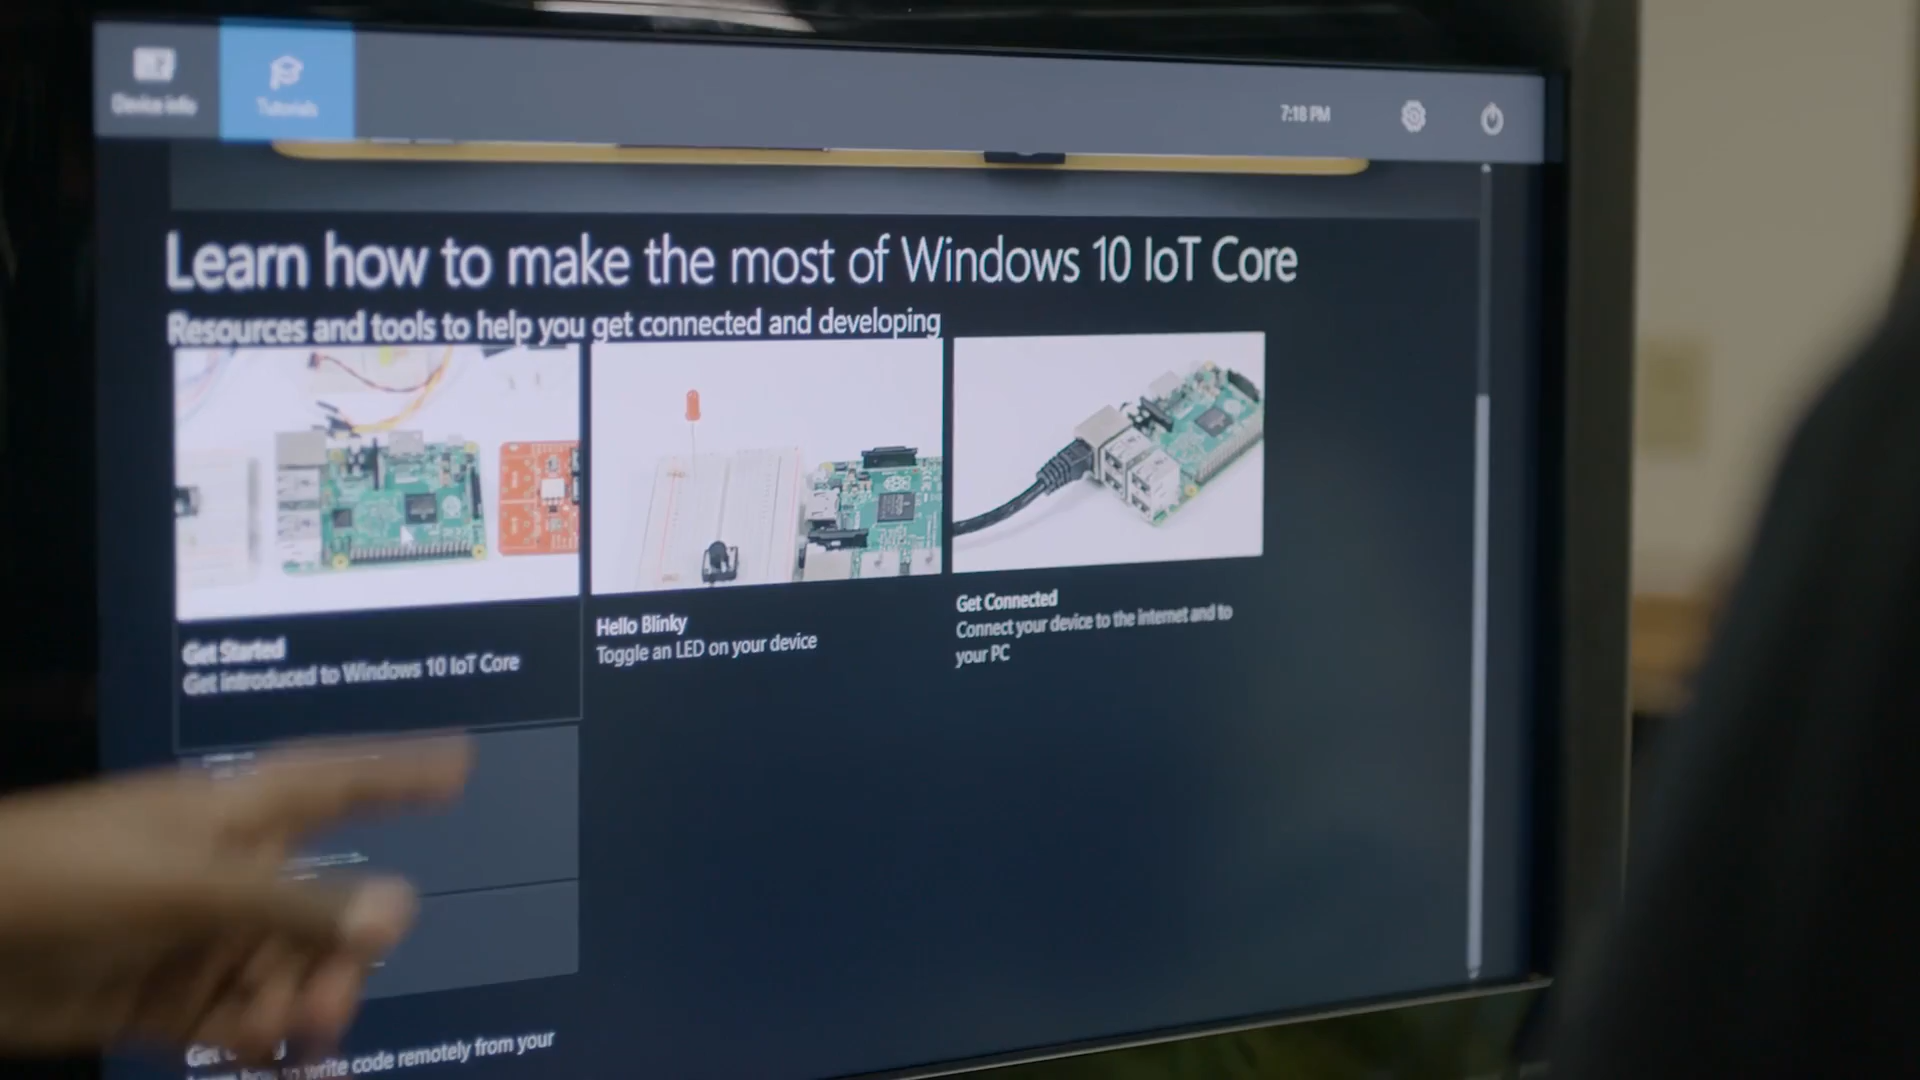 Device info
Tutorials
7:18 PM
Learn how to make the most of Windows 10 IoT Core
Resources and tools to help you get connected and developing
Get Started
Get introduced to Windows 10 IoT Core
Hello Blinky
Toggle an LED on your device
Get Connected
Connect your device to the internet and to
your PC
Get
write code remotely from your